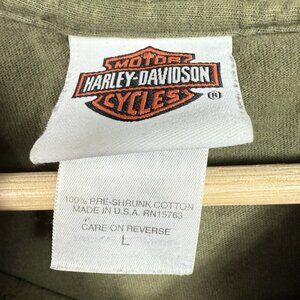 MOTOR
HARLEY-DAVIDSON
CYCLES
®
100% PRE-SHRUNK COTTON
MADE IN U.S.A. RN15763
CARE ON REVERSE
L